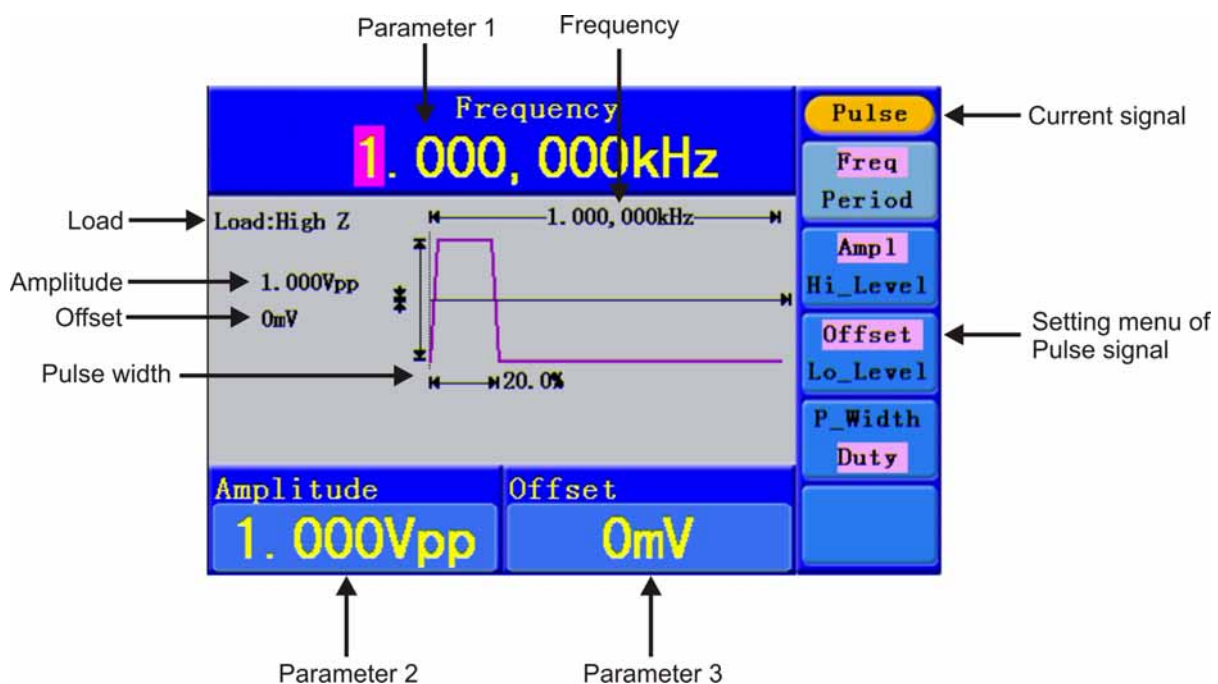 Parameter 1
Frequency
Frequency
1.000,000kHz
Pulse
Current signal
Freq
Period
Load
Load:High Z
1.000,000kHz
Ampl
Hi_Level
Amplitude
1.000Vpp
Offset
0mV
Offset
Lo_Level
Setting menu of
Pulse signal
Pulse width
20.0%
P_Width
Duty
Amplitude
1.000Vpp
Offset
0mV
Parameter 2
Parameter 3